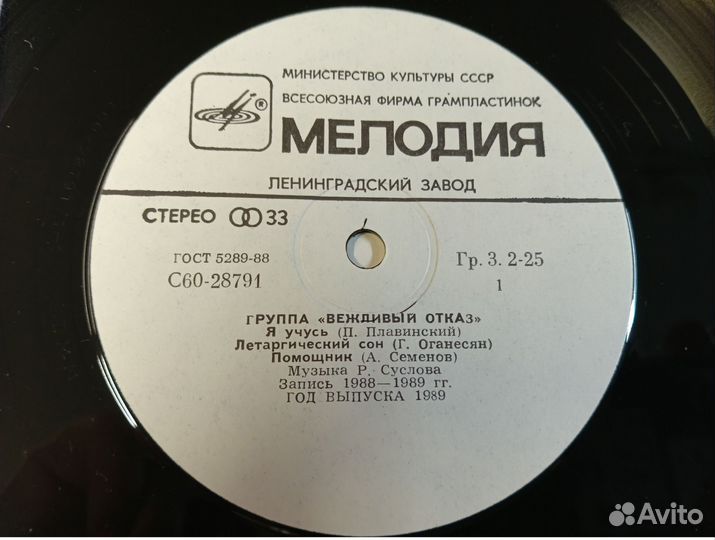 МИНИСТЕРСТВО КУЛЬТУРЫ СССР
ВСЕСОЮЗНАЯ ФИРМА ГРАМПЛАСТИНОК
®
МЕЛОДИЯ
ЛЕНИНГРАДСКИЙ ЗАВОД
СТЕРЕО 33
ГОСТ 5289-88
Гр. 3. 2-25
С60-28791
1
ГРУППА «ВЕЖДИВЫЙ ОТКАЗ»
Я учусь (П. Плавинский)
Летаргический сон (Г. Оганесян)
Помощник (А. Семенов)
Музыка Р. Суслова
Запись 1988—1989 гг.
ГОД ВЫПУСКА 1989
Avito